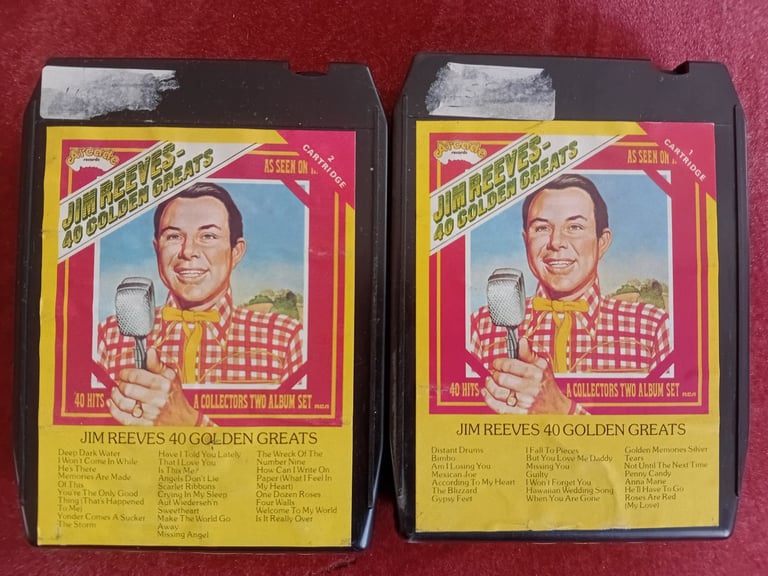 Arcade
records
JIM REEVES-
40 GOLDEN GREATS
AS SEEN ON
CARTRIDGE
2
40 HITS
A COLLECTORS TWO ALBUM SET
JIM REEVES 40 GOLDEN GREATS
Deep Dark Water
I Won't Come In While
He's There
Memories Are Made
Of This
You're The Only Good
Thing (That's Happened
To Me)
Yonder Comes A Sucker
The Storm
Have I Told You Lately
That I Love You
Is This Me?
Angels Don't Lie
Scarlet Ribbons
Crying In My Sleep
Auf Wiederseh'n
Sweetheart
Make The World Go
Away
Missing Angel
The Wreck Of The
Number Nine
How Can I Write On
Paper (What I Feel In
My Heart)
One Dozen Roses
Four Walls
Welcome To My World
Is It Really Over
Arcade
records
JIM REEVES-
40 GOLDEN GREATS
AS SEEN ON
CARTRIDGE
1
40 HITS
A COLLECTORS TWO ALBUM SET
JIM REEVES 40 GOLDEN GREATS
Distant Drums
Bimbo
Am I Losing You
Mexican Joe
According To My Heart
The Blizzard
Gypsy Feet
I Fall To Pieces
But You Love Me Daddy
Missing You
Guilty
I Won't Forget You
Hawaiian Wedding Song
When You Are Gone
Golden Memories Silver
Tears
Not Until The Next Time
Penny Candy
Anna Marie
He'll Have To Go
Roses Are Red
(My Love)